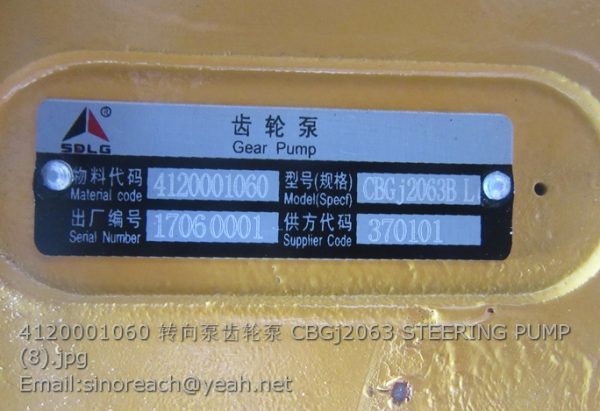 SDLG ®
齿轮泵
Gear Pump
物料代码 4120001060 型号(规格) CBGj2063B L
Material code Model(Specf)
出厂编号 17060001 供方代码 370101
Serial Number Supplier Code
4120001060 转向泵齿轮泵 CBGj2063 STEERING PUMP
(8).jpg
Email:sinoreach@yeah.net